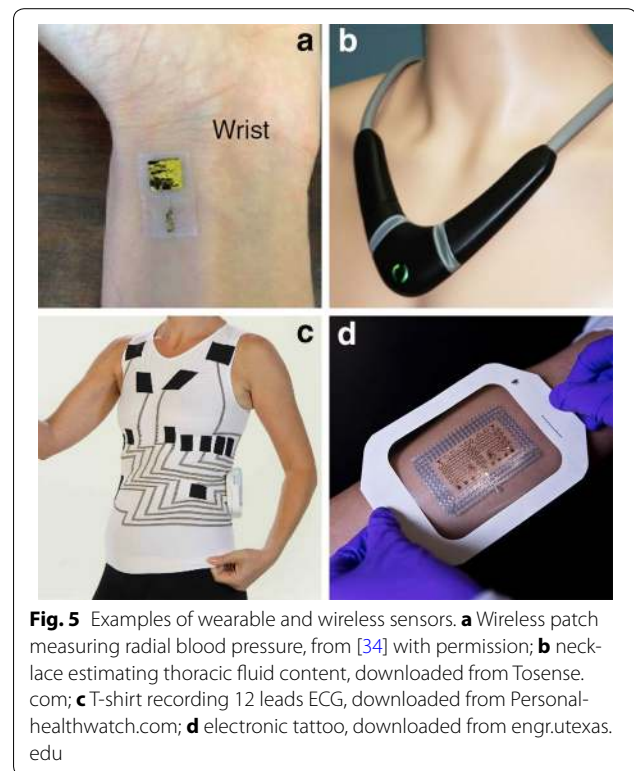 a
b
Wrist
c
d
Fig. 5 Examples of wearable and wireless sensors. a Wireless patch
measuring radial blood pressure, from [34] with permission; b neck-
lace estimating thoracic fluid content, downloaded from Tosense.
com; c T-shirt recording 12 leads ECG, downloaded from Personal-
healthwatch.com; d electronic tattoo, downloaded from engr.utexas.
edu